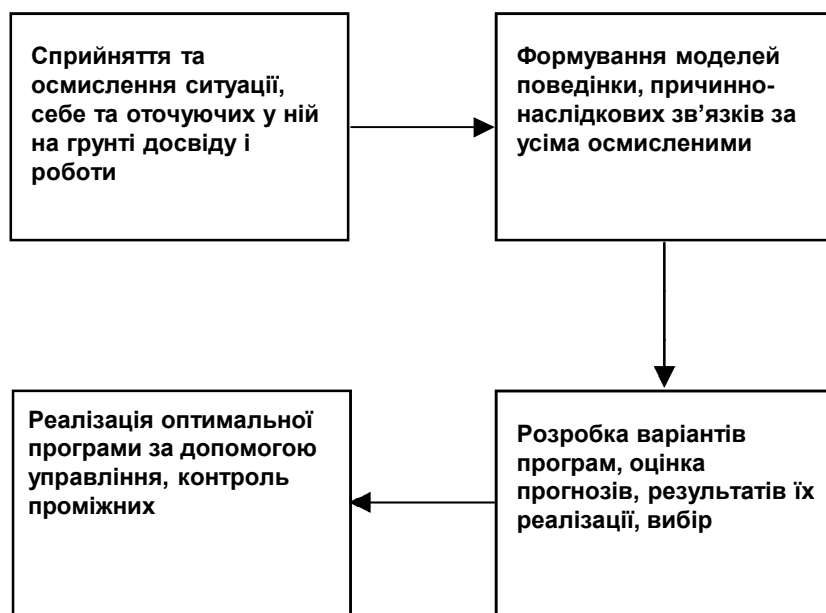 Сприйняття та
осмислення ситуації,
себе та оточуючих у ній
на грунті досвіду і
роботи
Формування моделей
поведінки, причинно-
наслідкових зв’язків за
усіма осмисленими
Розробка варіантів
програм, оцінка
прогнозів, результатів їх
реалізації, вибір
Реалізація оптимальної
програми за допомогою
управління, контроль
проміжних